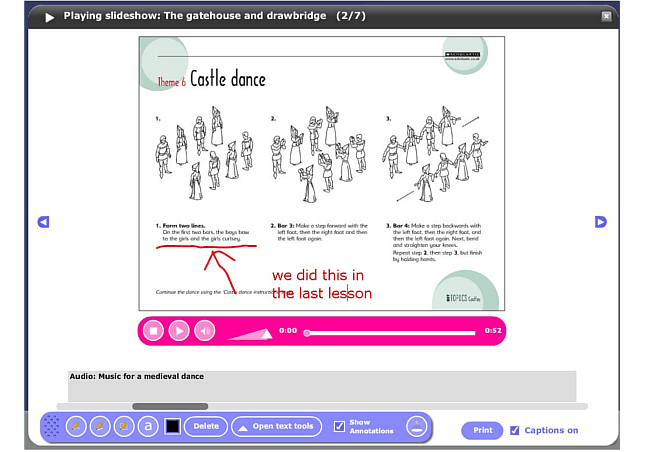 Playing slideshow: The gatehouse and drawbridge (2/7)
SCHOLASTIC
www.scholastic.co.uk
Theme 6 Castle dance
1.
2.
3.
1. Form two lines.
On the first two bars, the boys bow
to the girls and the girls curtsey.
2. Bar 3: Make a step forward with the
left foot, then the right foot and then
the left foot again.
3. Bar 4: Make a step backwards with
the left foot, then the right foot, and
then the left foot again. Next, bend
and straighten your knees.
Repeat step 2, then step 3, but finish
by holding hands.
we did this in
the last lesson
Continue the dance using the 'Castle dance
TOPICS Castles
0:00
0:52
Audio: Music for a medieval dance
a
Delete
Open text tools
Show
Annotations
Print
Captions on